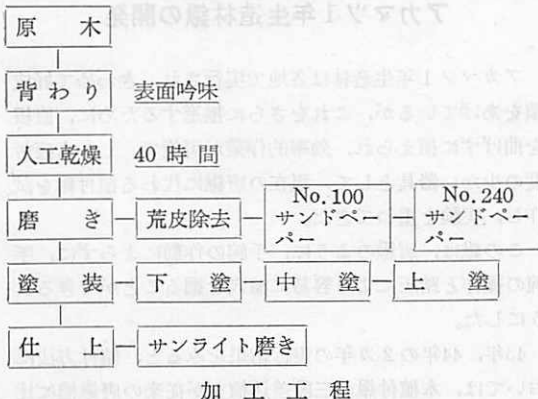 原木
背わり 表面吟味
人工乾燥 40時間
磨き 荒皮除去 No.100 サンドペーパー No.240 サンドペーパー
塗装 下塗 中塗 上塗
仕上 サンライト磨き
加工工程